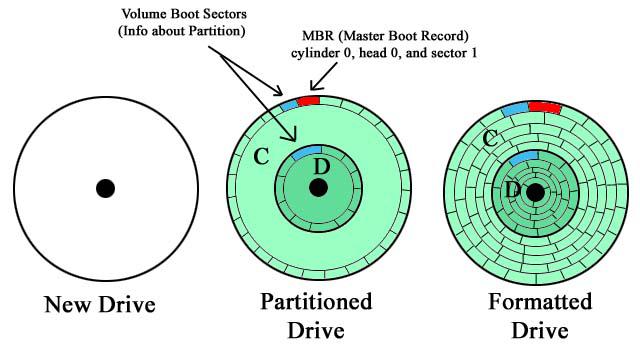 Volume Boot Sectors
(Info about Partition)
MBR (Master Boot Record)
cylinder 0, head 0, and sector 1
C
D
C
D
New Drive
Partitioned
Drive
Formatted
Drive